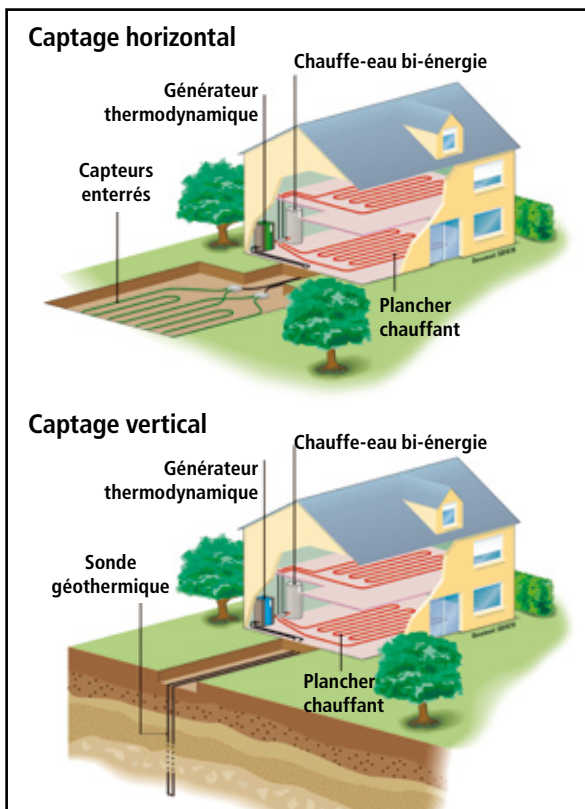 Captage horizontal
Chauffe-eau bi-énergie
Générateur
thermodynamique
Capteurs
enterrés
Plancher
chauffant
Captage vertical
Chauffe-eau bi-énergie
Générateur
thermodynamique
Sonde
géothermique
Plancher
chauffant